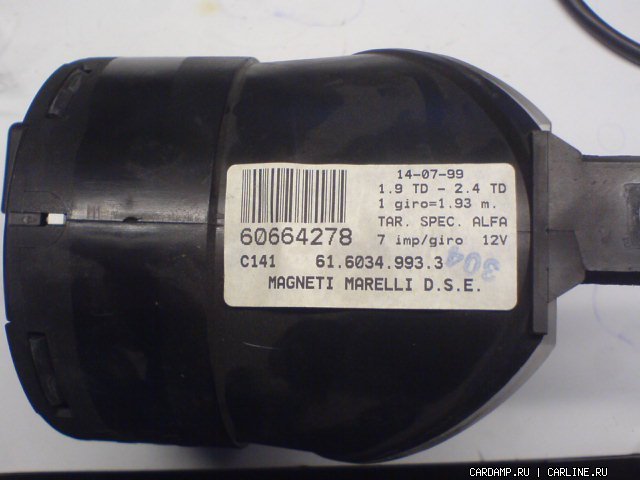 14-07-99
1.9 TD - 2.4 TD
1 giro=1.93 m.
TAR. SPEC. ALFA
60664278 7 imp/giro 12V
C141 61.6034.993.3
304
MAGNETI MARELLI D.S.E.
CARDAMP.RU | CARLINE.RU